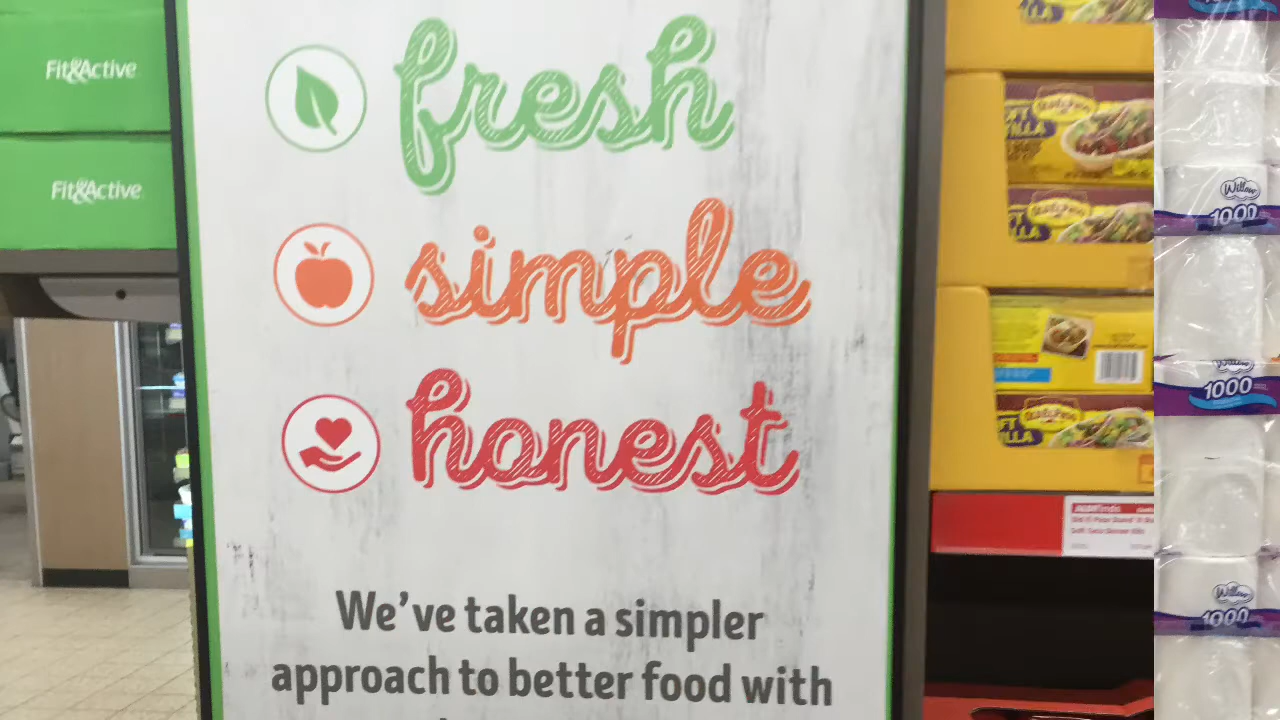 Fit&Active
Fit&Active
fresh
simple
honest
We've taken a simpler
approach to better food with
Willow
1000
Willow
1000
Willow
1000